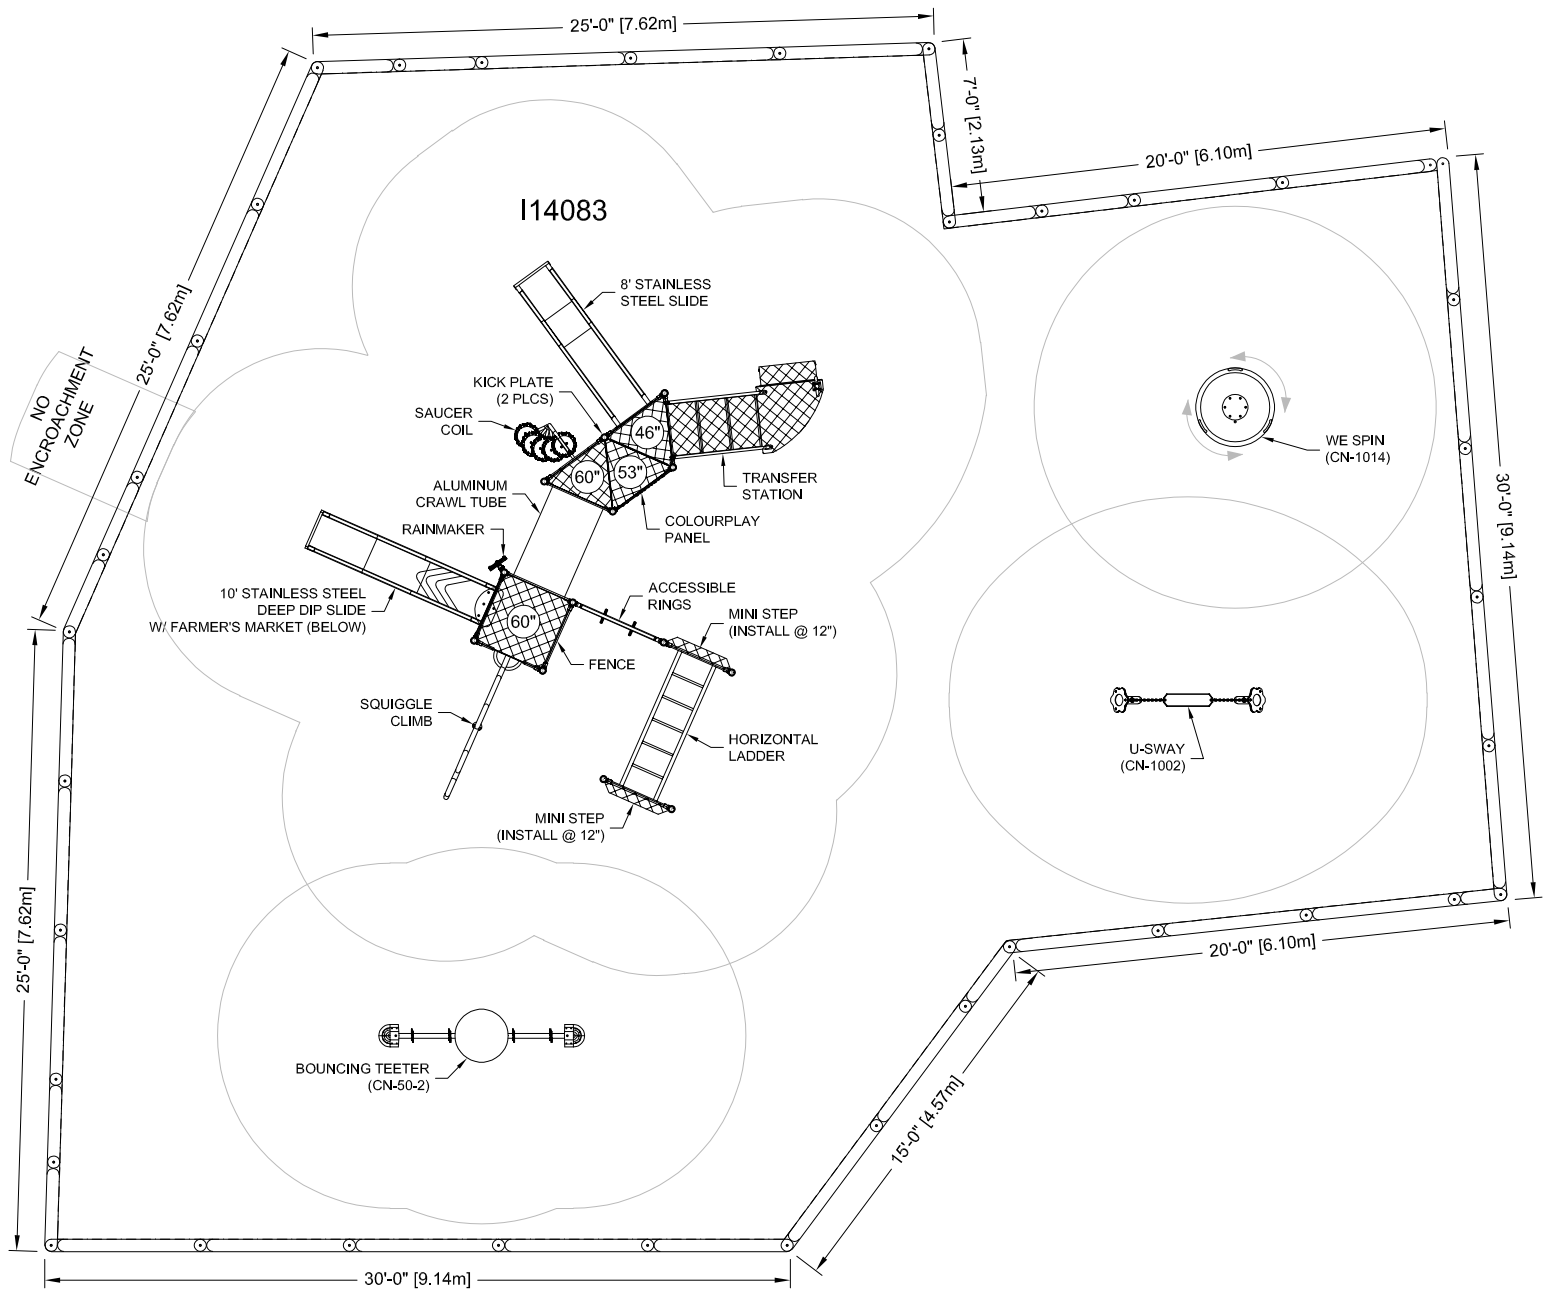 25'-0" [7.62m]
7'-0" [2.13m]
20'-0" [6.10m]
I14083
8' STAINLESS
STEEL SLIDE
25'-0" [7.62m]
NO
ENCROACHMENT
ZONE
KICK PLATE
(2 PLCS)
SAUCER
COIL
46"
53"
60"
WE SPIN
(CN-1014)
TRANSFER
STATION
ALUMINUM
CRAWL TUBE
COLOURPLAY
PANEL
RAINMAKER
30'-0" [9.14m]
10' STAINLESS STEEL
DEEP DIP SLIDE
W/ FARMER'S MARKET (BELOW)
ACCESSIBLE
RINGS
MINI STEP
(INSTALL @ 12")
60"
FENCE
SQUIGGLE
CLIMB
HORIZONTAL
LADDER
U-SWAY
(CN-1002)
MINI STEP
(INSTALL @ 12")
25'-0" [7.62m]
20'-0" [6.10m]
BOUNCING TEETER
(CN-50-2)
15'-0" [4.57m]
30'-0" [9.14m]